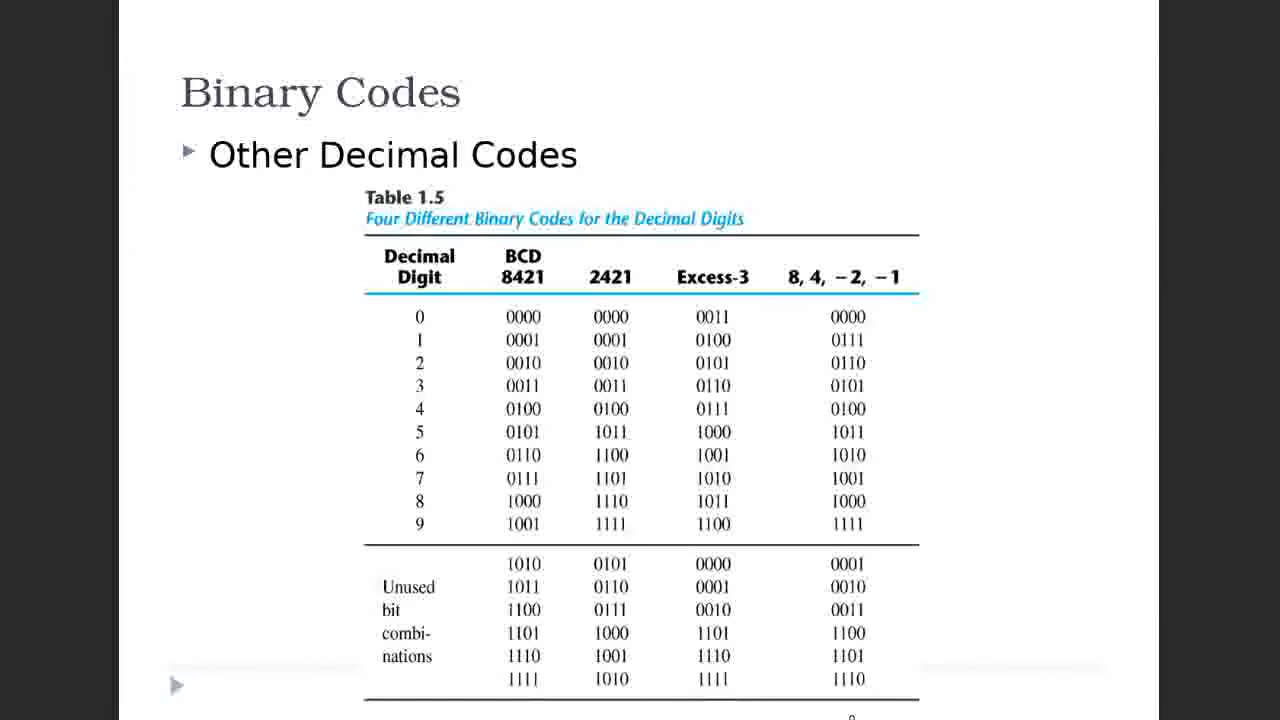 Binary Codes
Other Decimal Codes
Table 1.5
Four Different Binary Codes for the Decimal Digits
Decimal Digit BCD 8421 2421 Excess-3 8, 4, −2, −1
0 0000 0000 0011 0000
1 0001 0001 0100 0111
2 0010 0010 0101 0110
3 0011 0011 0110 0101
4 0100 0100 0111 0100
5 0101 1011 1000 1011
6 0110 1100 1001 1010
7 0111 1101 1010 1001
8 1000 1110 1011 1000
9 1001 1111 1100 1111
1010 0101 0000 0001
Unused 1011 0110 0001 0010
bit 1100 0111 0010 0011
combi- 1101 1000 1101 1100
nations 1110 1001 1110 1101
1111 1010 1111 1110